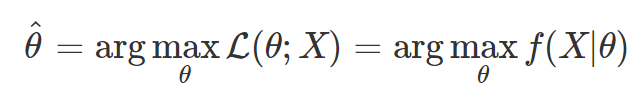 θ̂ = arg max_θ ℒ(θ; X) = arg max_θ f(X|θ)